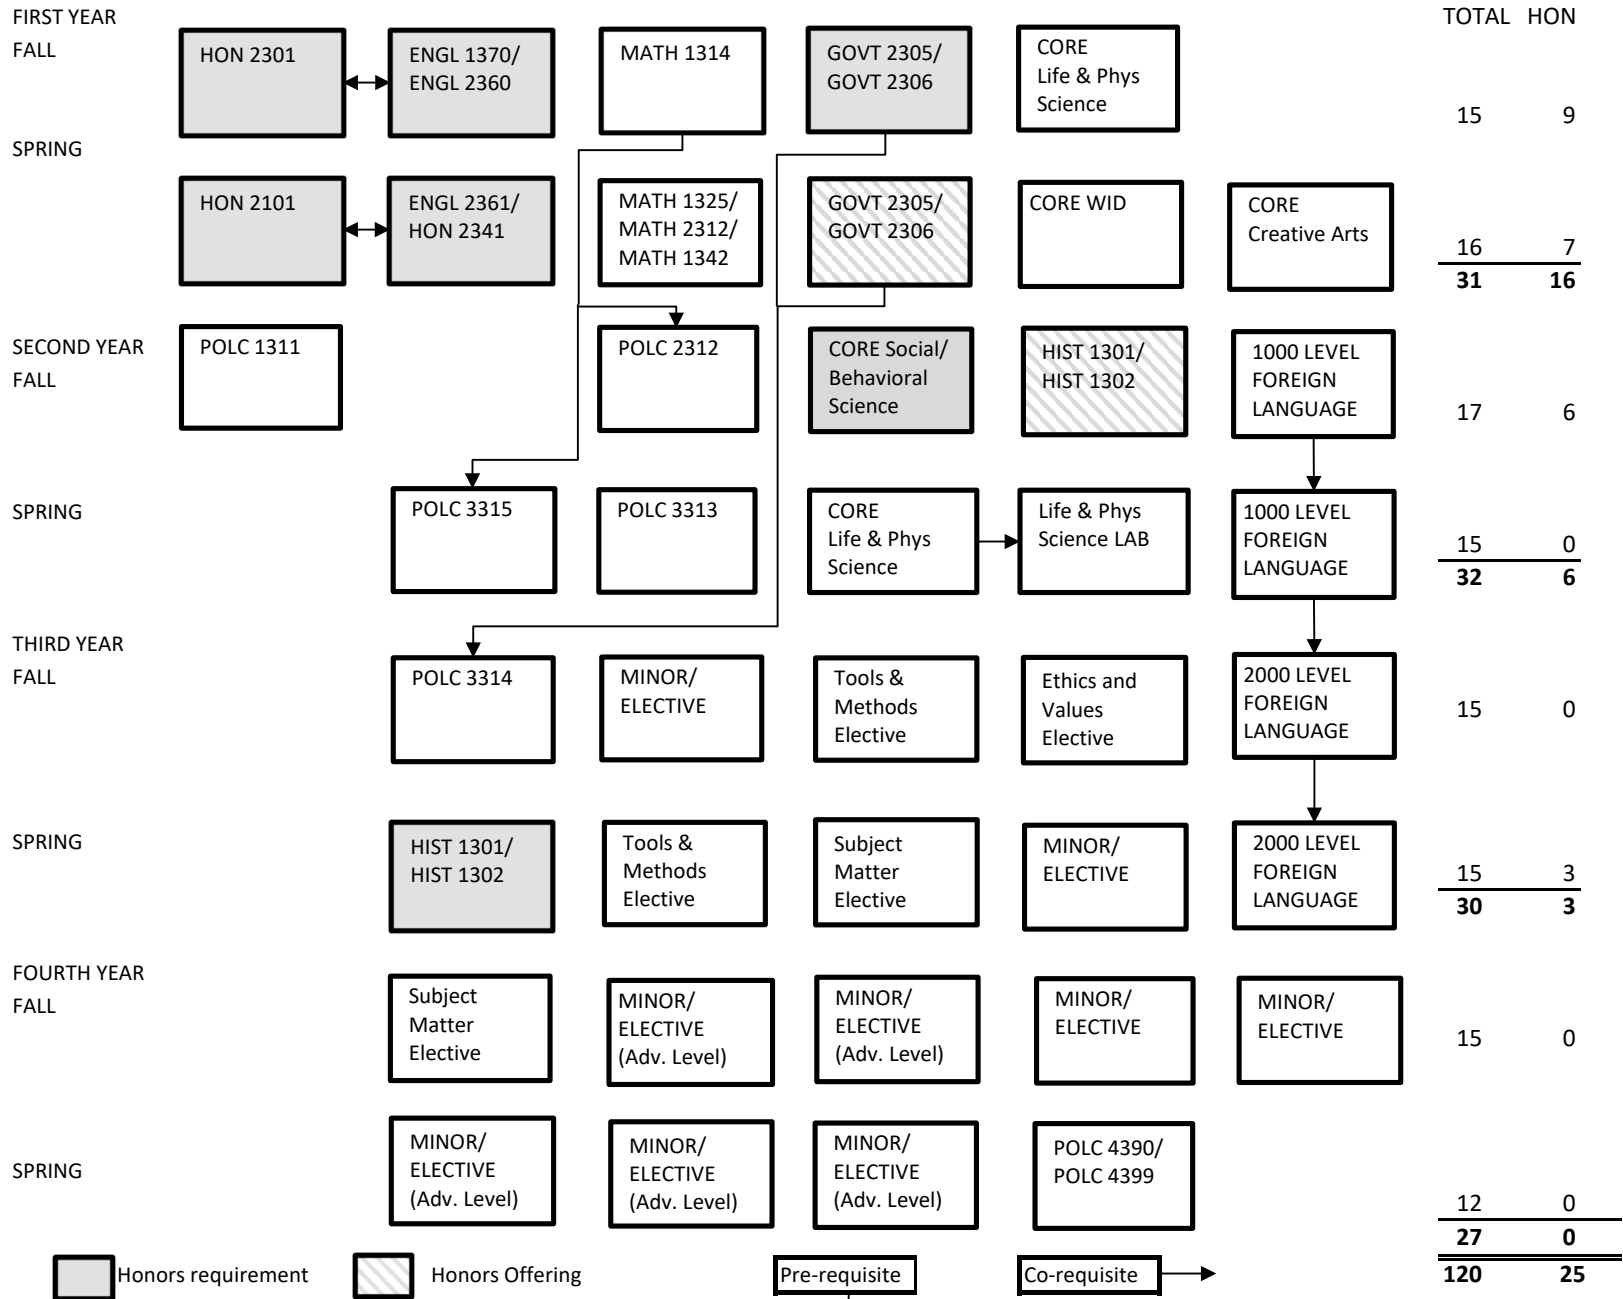 FIRST YEAR
TOTAL HON
FALL
HON 2301
ENGL 1370/
ENGL 2360
MATH 1314
GOVT 2305/
GOVT 2306
CORE
Life & Phys
Science
15 9
SPRING
HON 2101
ENGL 2361/
HON 2341
MATH 1325/
MATH 2312/
MATH 1342
GOVT 2305/
GOVT 2306
CORE WID
CORE
Creative Arts
16 7
31 16
SECOND YEAR
FALL
POLC 1311
POLC 2312
CORE Social/
Behavioral
Science
HIST 1301/
HIST 1302
1000 LEVEL
FOREIGN
LANGUAGE
17 6
SPRING
POLC 3315
POLC 3313
CORE
Life & Phys
Science
Life & Phys
Science LAB
1000 LEVEL
FOREIGN
LANGUAGE
15 0
32 6
THIRD YEAR
FALL
POLC 3314
MINOR/
ELECTIVE
Tools &
Methods
Elective
Ethics and
Values
Elective
2000 LEVEL
FOREIGN
LANGUAGE
15 0
SPRING
HIST 1301/
HIST 1302
Tools &
Methods
Elective
Subject
Matter
Elective
MINOR/
ELECTIVE
2000 LEVEL
FOREIGN
LANGUAGE
15 3
30 3
FOURTH YEAR
FALL
Subject
Matter
Elective
MINOR/
ELECTIVE
(Adv. Level)
MINOR/
ELECTIVE
(Adv. Level)
MINOR/
ELECTIVE
MINOR/
ELECTIVE
15 0
SPRING
MINOR/
ELECTIVE
(Adv. Level)
MINOR/
ELECTIVE
(Adv. Level)
MINOR/
ELECTIVE
(Adv. Level)
POLC 4390/
POLC 4399
12 0
27 0
Honors requirement
Honors Offering
Pre-requisite
Co-requisite
120 25